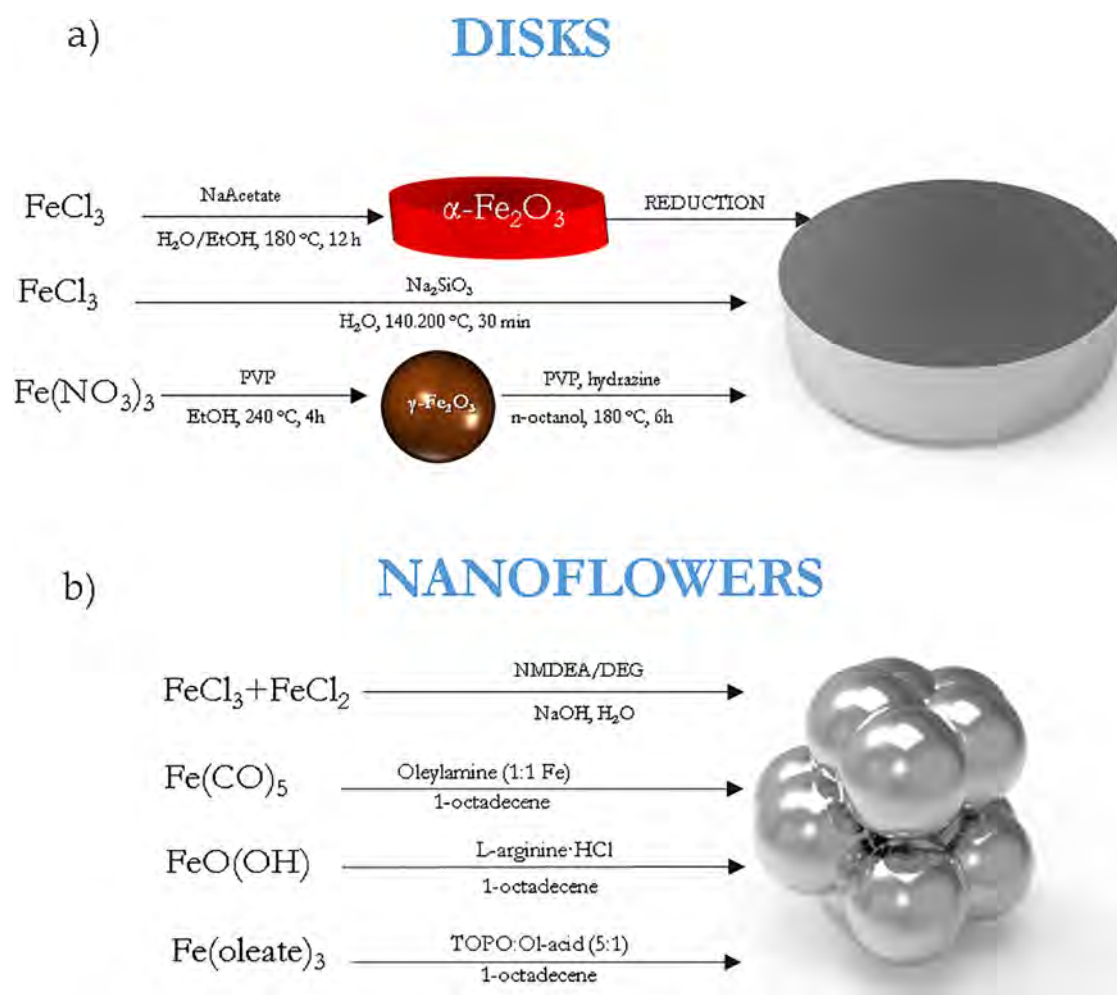 a)
DISKS
FeCl₃
NaAcetate
H₂O/EtOH, 180 °C, 12 h
α-Fe₂O₃
REDUCTION
FeCl₃
Na₂SiO₃
H₂O, 140.200 °C, 30 min
Fe(NO₃)₃
PVP
EtOH, 240 °C, 4h
γ-Fe₂O₃
PVP, hydrazine
n-octanol, 180 °C, 6h
b)
NANOFLOWERS
FeCl₃+FeCl₂
NMDEA/DEG
NaOH, H₂O
Fe(CO)₅
Oleylamine (1:1 Fe)
1-octadecene
FeO(OH)
L-arginine·HCl
1-octadecene
Fe(oleate)₃
TOPO:Ol-acid (5:1)
1-octadecene